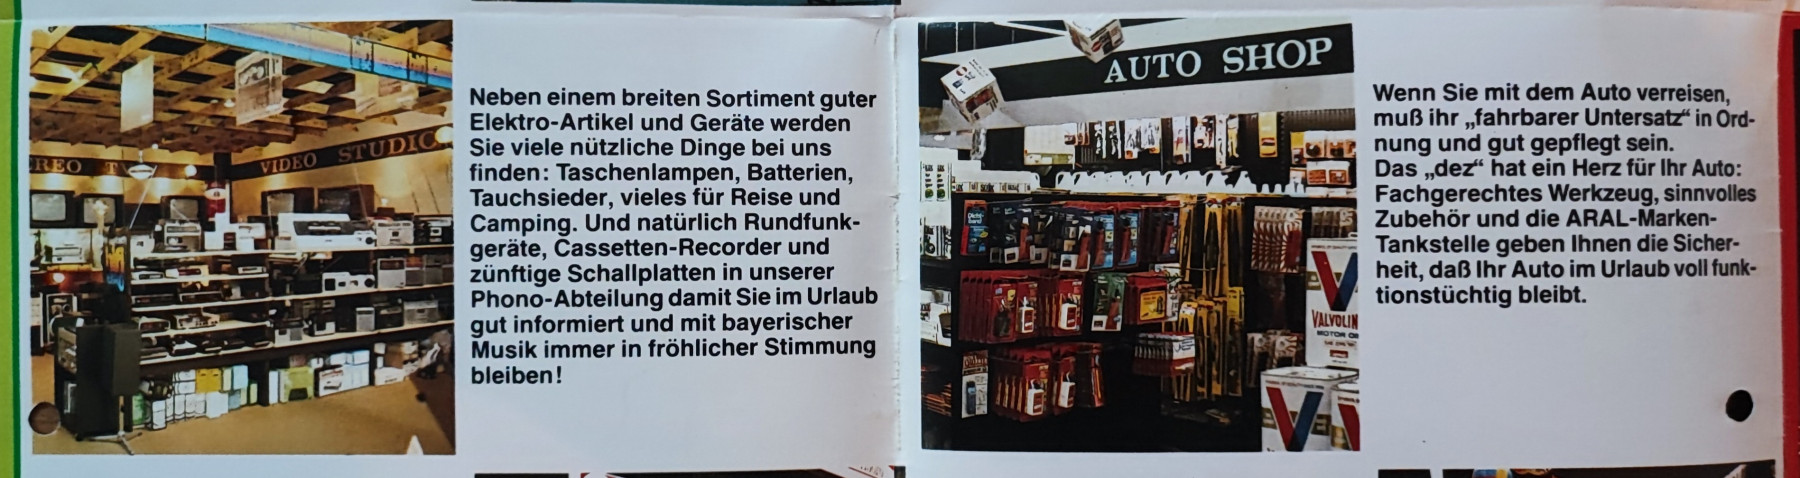 EREO T V
VIDEO STUDIO
Neben einem breiten Sortiment guter
Elektro-Artikel und Geräte werden
Sie viele nützliche Dinge bei uns
finden: Taschenlampen, Batterien,
Tauchsieder, vieles für Reise und
Camping. Und natürlich Rundfunk-
geräte, Cassetten-Recorder und
zünftige Schallplatten in unserer
Phono-Abteilung damit Sie im Urlaub
gut informiert und mit bayerischer
Musik immer in fröhlicher Stimmung
bleiben!
AUTO SHOP
VALVOLIN
MOTOR OI
Wenn Sie mit dem Auto verreisen,
muß ihr „fahrbarer Untersatz“ in Ord-
nung und gut gepflegt sein.
Das „dez“ hat ein Herz für Ihr Auto:
Fachgerechtes Werkzeug, sinnvolles
Zubehör und die ARAL-Marken-
Tankstelle geben Ihnen die Sicher-
heit, daß Ihr Auto im Urlaub voll funk-
tionstüchtig bleibt.